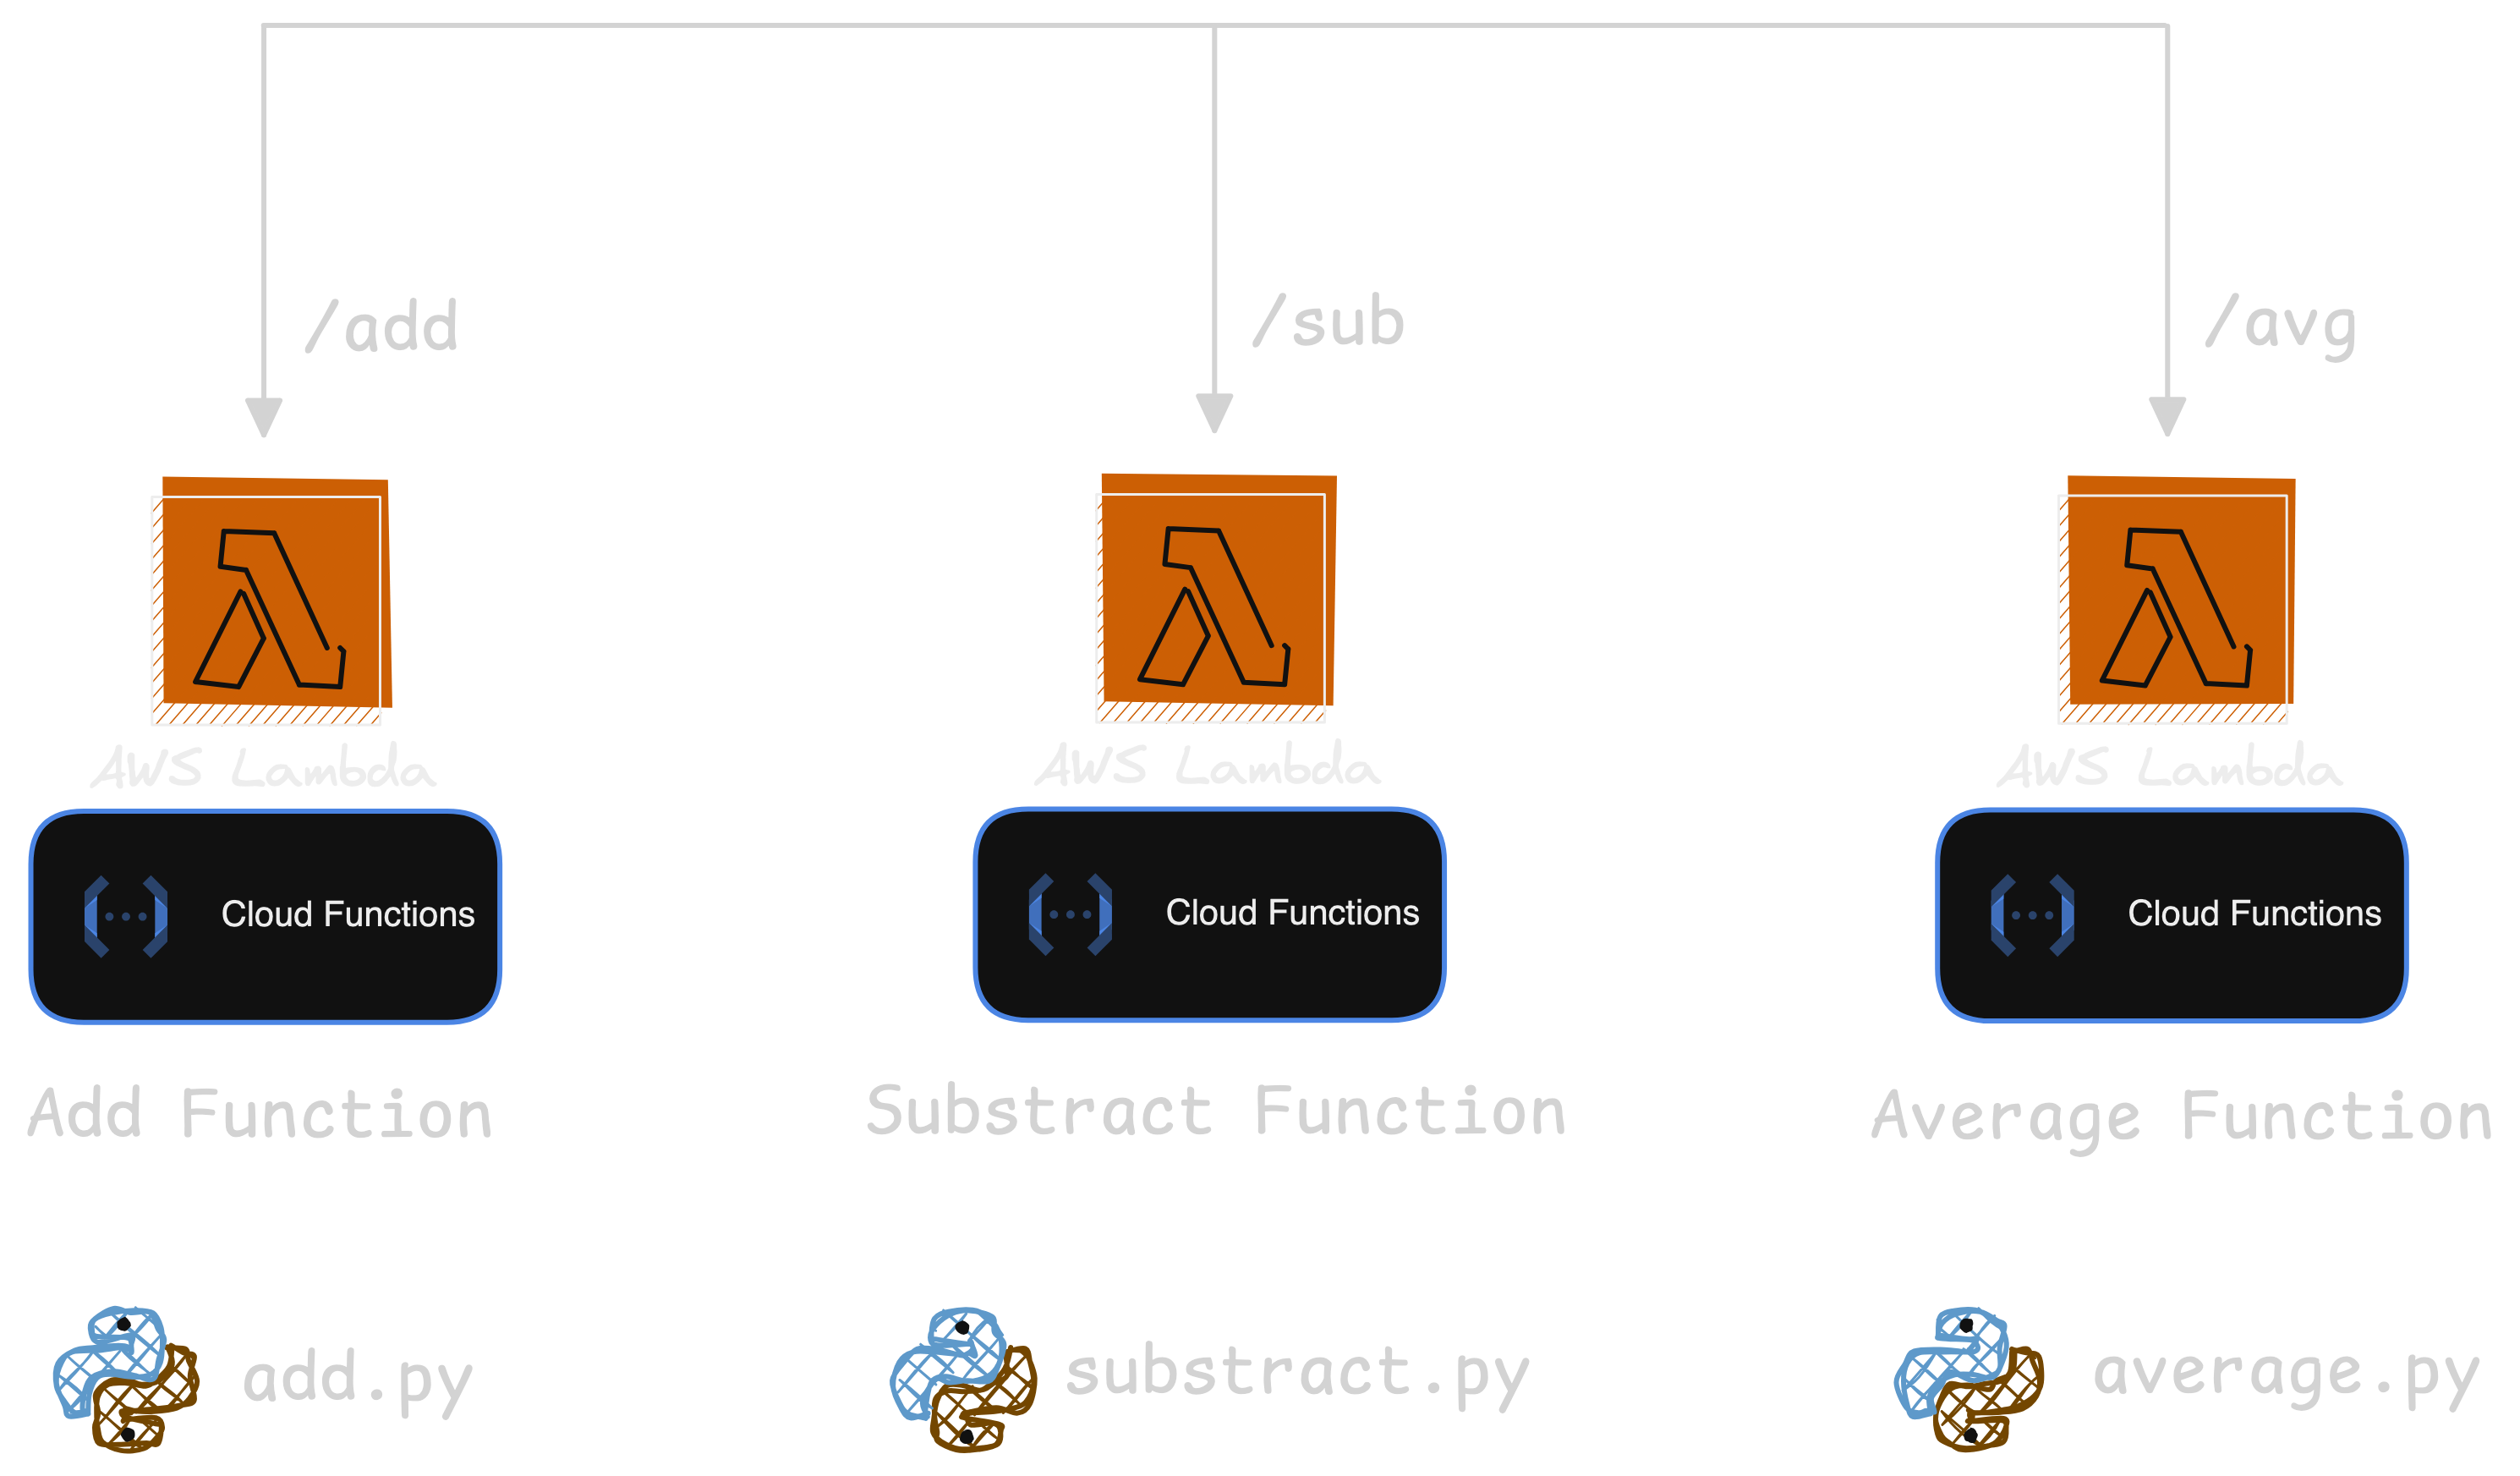 /add
/sub
/avg
AWS Lambda
AWS Lambda
AWS Lambda
Cloud Functions
Cloud Functions
Cloud Functions
Add Function
Substract Function
Average Function
add.py
substract.py
average.py